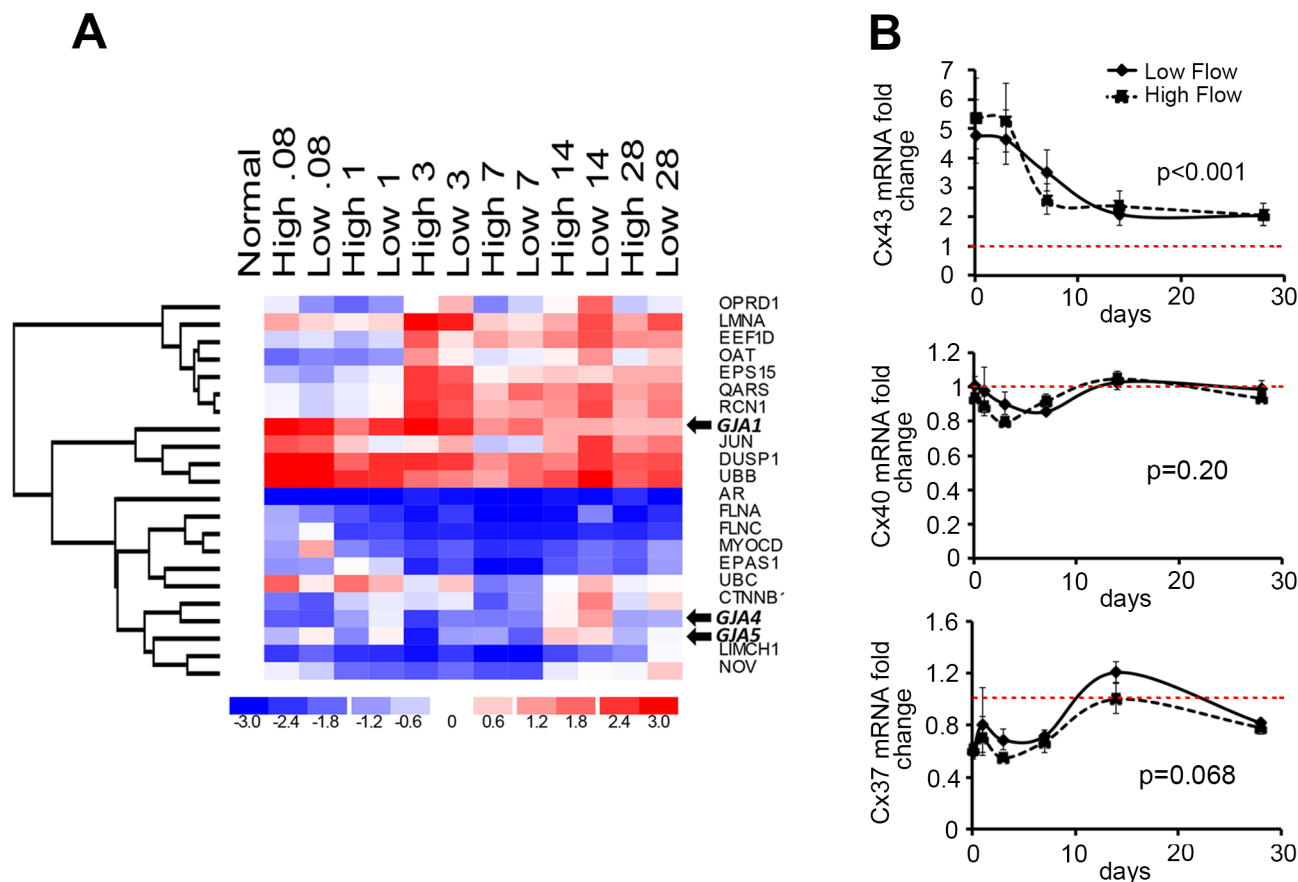 A
Normal
High .08
Low .08
High 1
Low 1
High 3
Low 3
High 7
Low 7
High 14
Low 14
High 28
Low 28
OPRD1
LMNA
EEF1D
OAT
EPS15
QARS
RCN1
GJA1
JUN
DUSP1
UBB
AR
FLNA
FLNC
MYOCD
EPAS1
UBC
CTNNB
GJA4
GJA5
LIMCH1
NOV
-3.0 -2.4 -1.8 -1.2 -0.6 0 0.6 1.2 1.8 2.4 3.0
B
Cx43 mRNA fold
change
7
6
5
4
3
2
1
0
Low Flow
High Flow
p<0.001
0 10 20 30
days
Cx40 mRNA fold
change
1.2
1
0.8
0.6
0.4
0.2
0
p=0.20
0 10 20 30
days
Cx37 mRNA fold
change
1.6
1.2
0.8
0.4
0
p=0.068
0 10 20 30
days